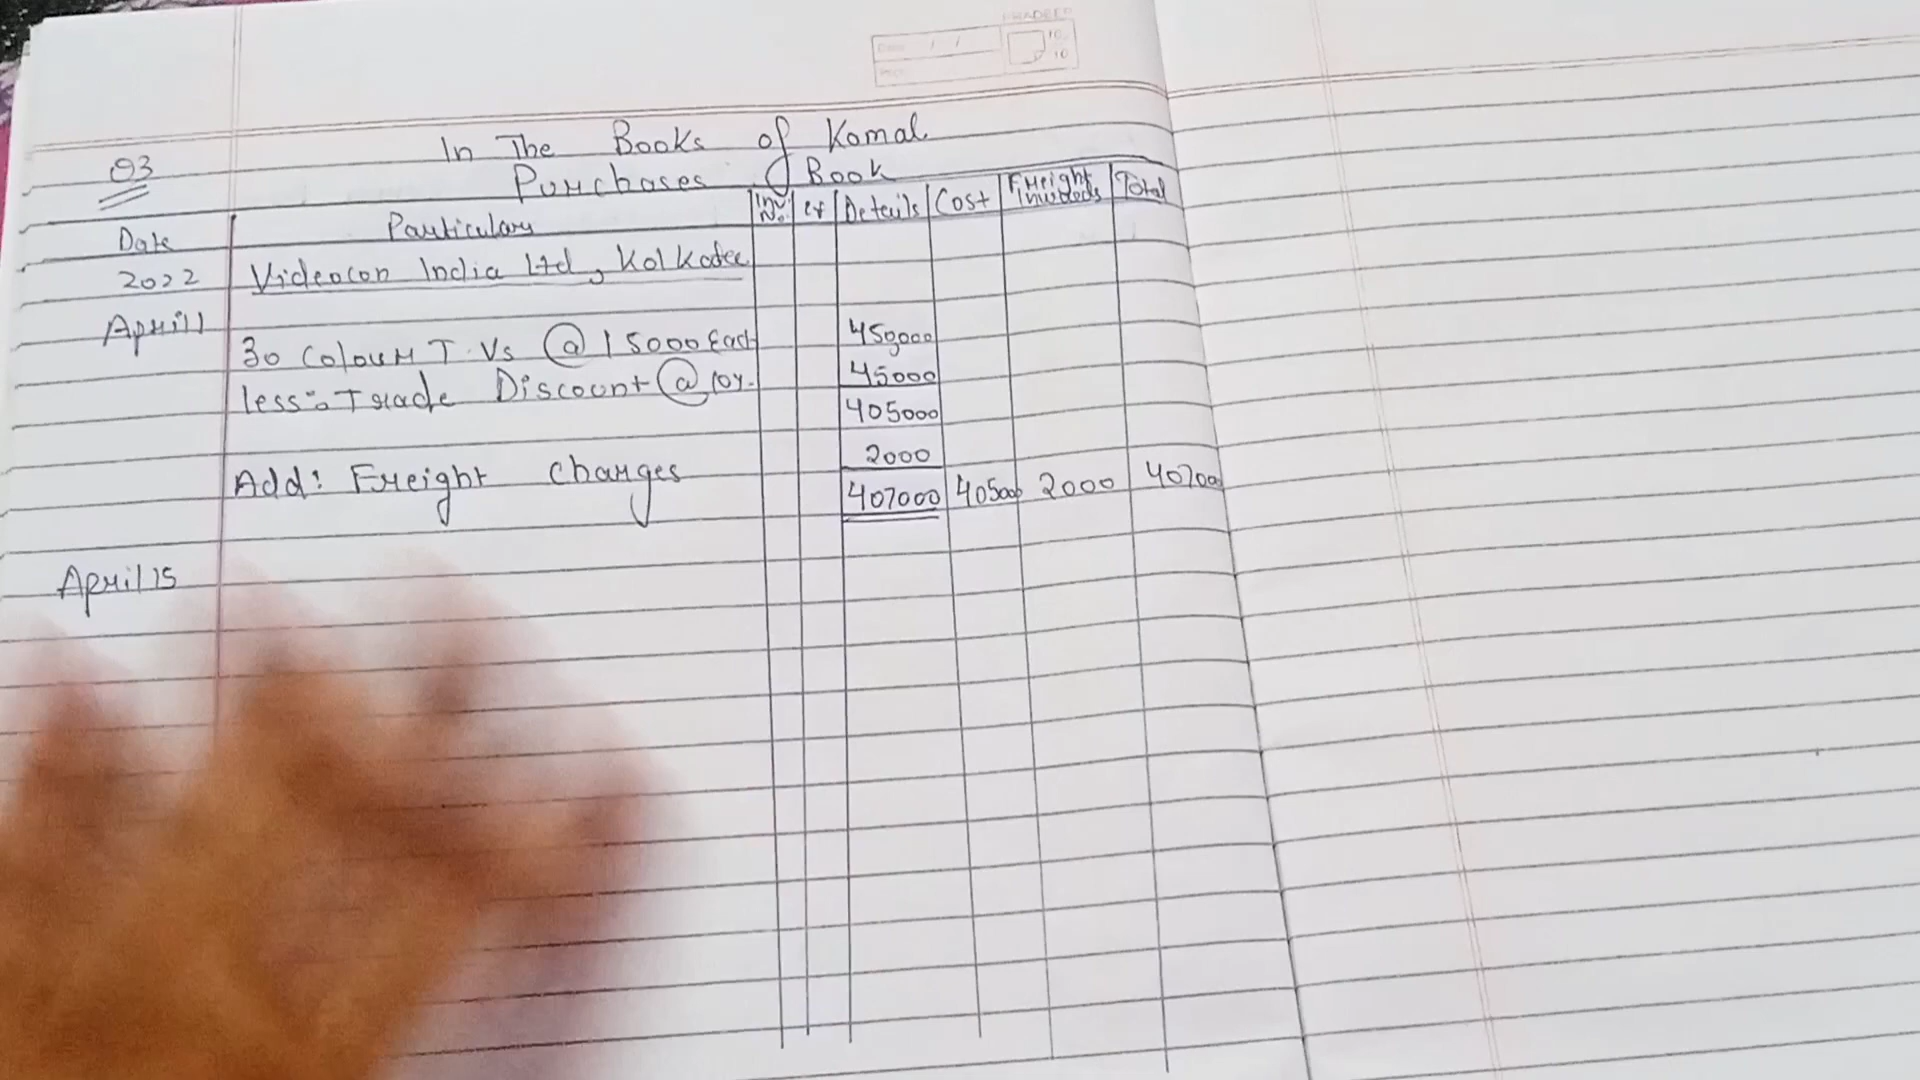 In The Books of Komal
Q3
Purchases Book
Date Particulars Inv No. Lf Details Cost Freight Inwards Total
2022 Videocon India Ltd, Kolkadee
April 1
30 Colour T.Vs @ 15000 Each 450000
less:- Trade Discount @ 10%. 45000
405000
2000
Add: Freight Charges 407000 405000 2000 407000
April 15